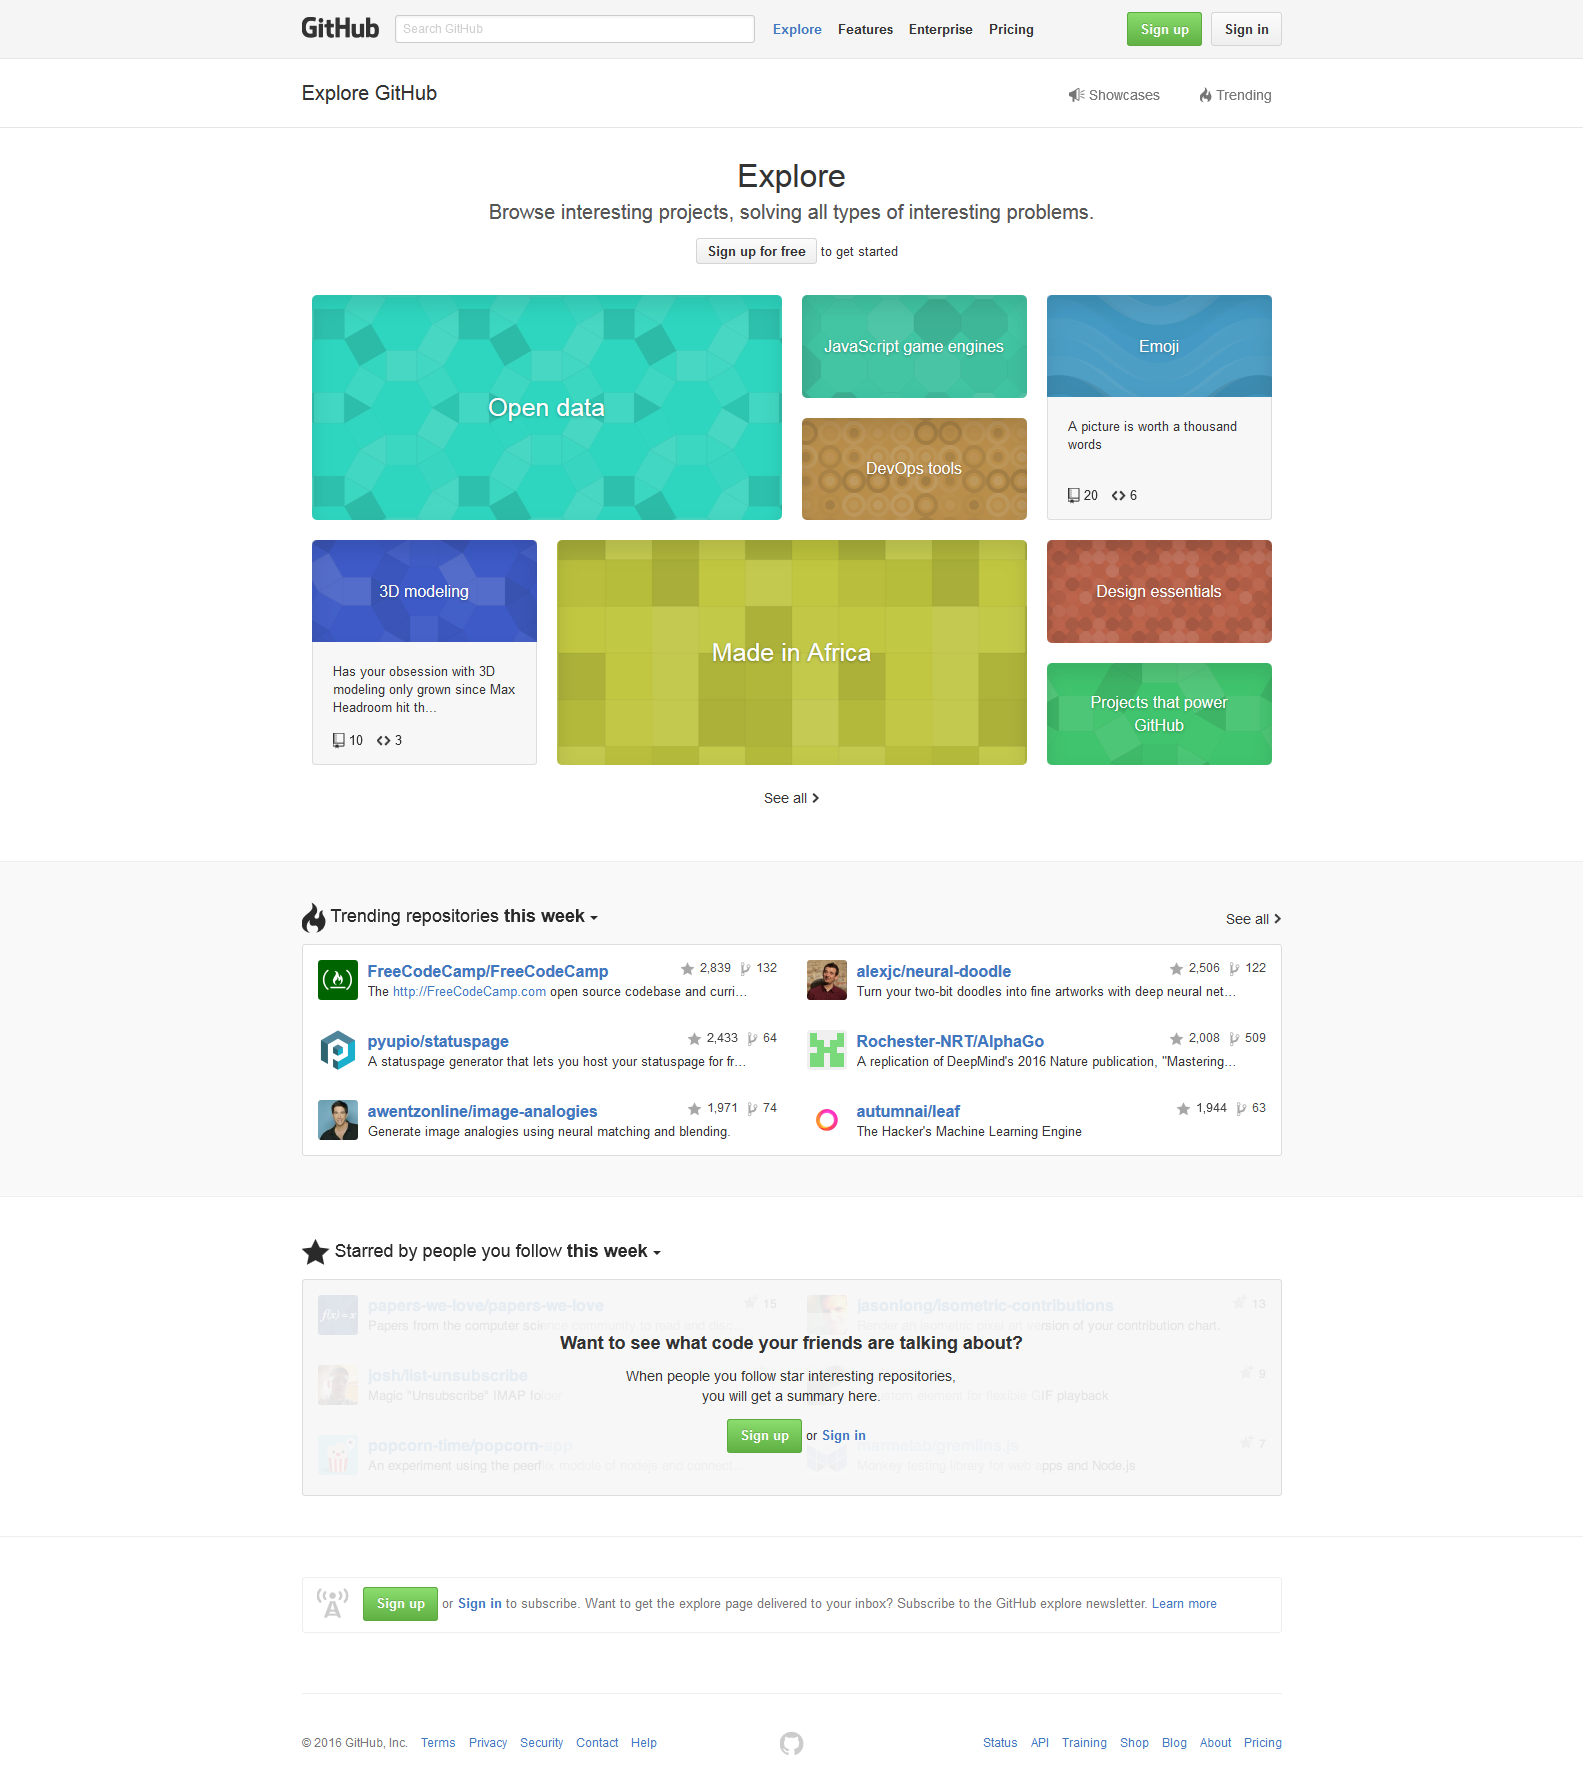 GitHub
Search GitHub
Explore
Features
Enterprise
Pricing
Sign up
Sign in
Explore GitHub
Showcases
Trending
Explore
Browse interesting projects, solving all types of interesting problems.
Sign up for free to get started
Open data
JavaScript game engines
DevOps tools
Emoji
A picture is worth a thousand
words
20 6
3D modeling
Has your obsession with 3D
modeling only grown since Max
Headroom hit th...
10 3
Made in Africa
Design essentials
Projects that power
GitHub
See all
Trending repositories this week
See all
FreeCodeCamp/FreeCodeCamp 2,839 132
The http://FreeCodeCamp.com open source codebase and curri...
alexjc/neural-doodle 2,506 122
Turn your two-bit doodles into fine artworks with deep neural net...
pyupio/statuspage 2,433 64
A statuspage generator that lets you host your statuspage for fr...
Rochester-NRT/AlphaGo 2,008 509
A replication of DeepMind's 2016 Nature publication, "Mastering...
awentzonline/image-analogies 1,971 74
Generate image analogies using neural matching and blending.
autumnai/leaf 1,944 63
The Hacker's Machine Learning Engine
Starred by people you follow this week
f(x) = x
papers-we-love/papers-we-love 15
Papers from the computer science community to read and disc...
jasonlong/isometric-contributions 13
Render an isometric pixel an version of your contribution chart.
Want to see what code your friends are talking about?
josh/list-unsubscribe
Magic "Unsubscribe" IMAP folder
9
custom element for flexible GIF playback
When people you follow star interesting repositories,
you will get a summary here.
Sign up or Sign in
popcorn-time/popcorn-app
An experiment using the peerflix module of nodejs and connect...
marmelab/gremlins.js 7
Monkey testing library for web apps and Node.js
Sign up or Sign in to subscribe. Want to get the explore page delivered to your inbox? Subscribe to the GitHub explore newsletter. Learn more
© 2016 GitHub, Inc. Terms Privacy Security Contact Help
Status API Training Shop Blog About Pricing